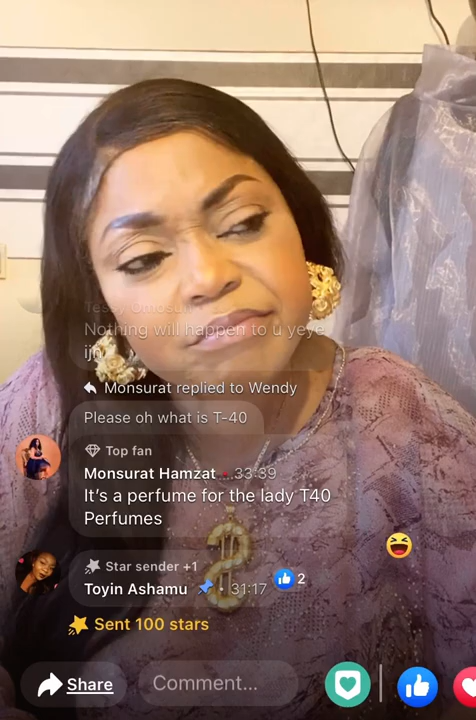 Tessy Omosun
Nothing will happen to u yeye
ijn
Monsurat replied to Wendy
Please oh what is T-40
Top fan
Monsurat Hamzat • 33:39
It's a perfume for the lady T40
Perfumes
Star sender +1
Toyin Ashamu • 31:17
2
Sent 100 stars
Share
Comment...